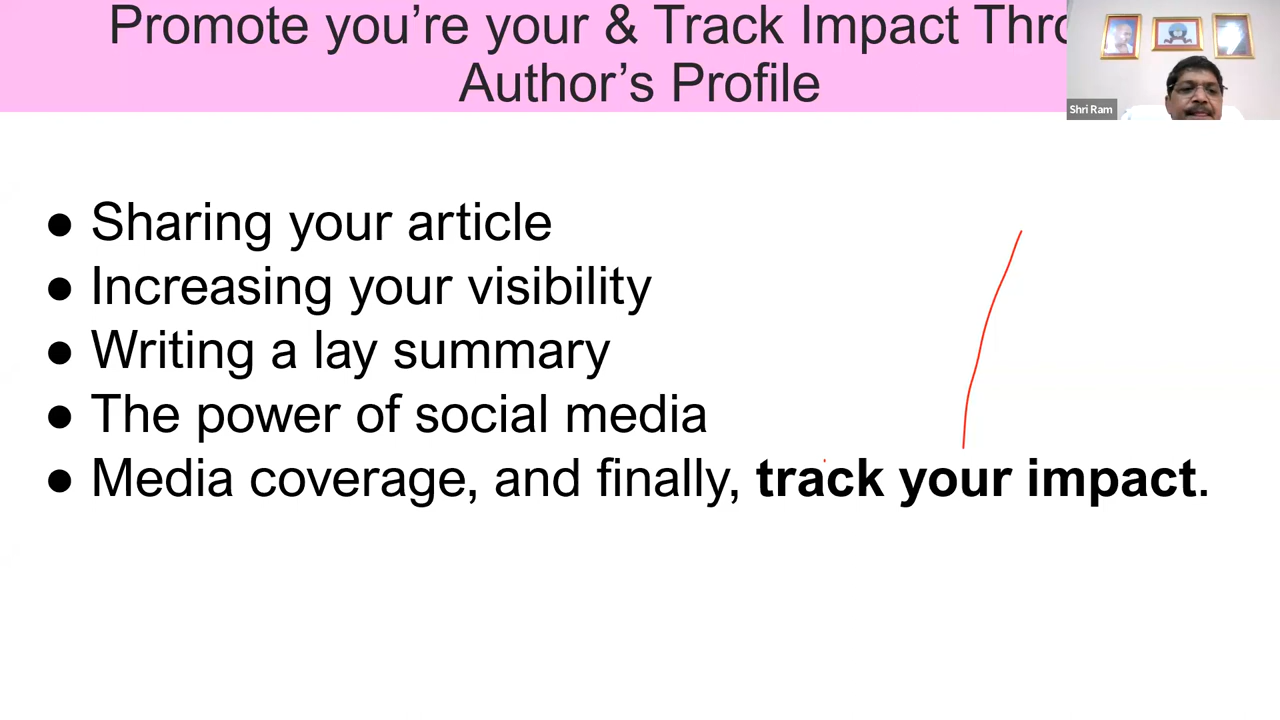 Promote you’re your & Track Impact
Author’s Profile
Shri Ram
● Sharing your article
● Increasing your visibility
● Writing a lay summary
● The power of social media
● Media coverage, and finally, track your impact.